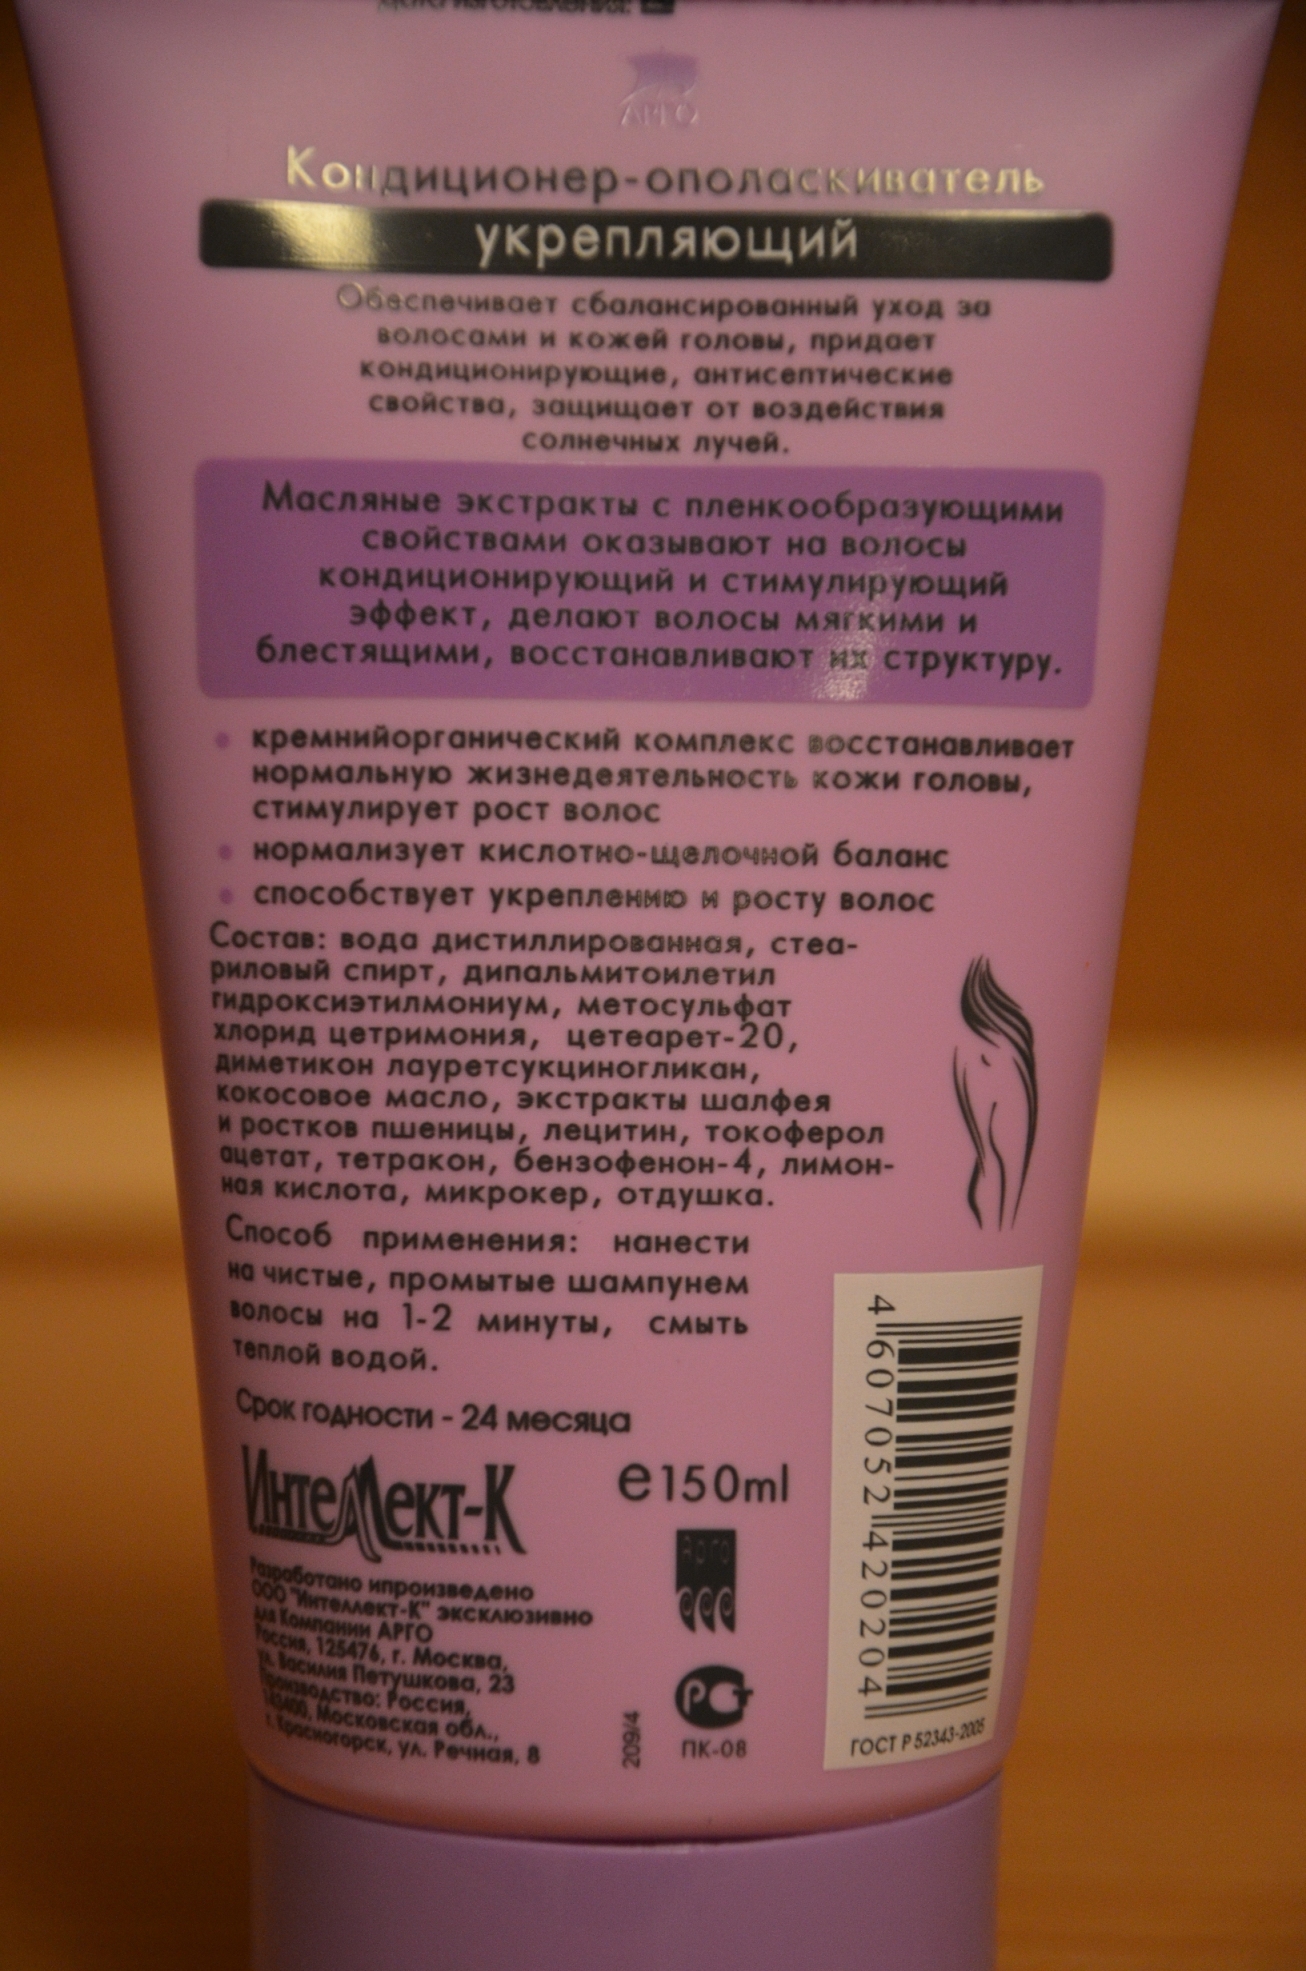 Дата изготовления:
АРГО
Кондиционер-ополаскиватель
укрепляющий
Обеспечивает сбалансированный уход за
волосами и кожей головы, придает
кондиционирующие, антисептические
свойства, защищает от воздействия
солнечных лучей.
Масляные экстракты с пленкообразующими
свойствами оказывают на волосы
кондиционирующий и стимулирующий
эффект, делают волосы мягкими и
блестящими, восстанавливают их структуру.
• кремнийорганический комплекс восстанавливает
нормальную жизнедеятельность кожи головы,
стимулирует рост волос
• нормализует кислотно-щелочной баланс
• способствует укреплению и росту волос
Состав: вода дистиллированная, стеа-
риловый спирт, дипальмитоилетил
гидроксиэтилмониум, метосульфат
хлорид цетримония, цетеарет-20,
диметикон лауретсукциногликан,
кокосовое масло, экстракты шалфея
и ростков пшеницы, лецитин, токоферол
ацетат, тетракон, бензофенон-4, лимон-
ная кислота, микрокер, отдушка.
Способ применения: нанести
на чистые, промытые шампунем
волосы на 1-2 минуты, смыть
теплой водой.
Срок годности - 24 месяца
Интеллект-К
e150ml
Арго
Разработано ипроизведено
ООО "Интеллект-К" эксклюзивно
для Компании АРГО
Россия, 125476, г. Москва,
ул. Василия Петушкова, 23
Производство: Россия,
143400, Московская обл.,
г. Красногорск, ул. Речная, 8
209/4
РСТ
ПК-08
4607052420204
ГОСТ Р 52343-2005